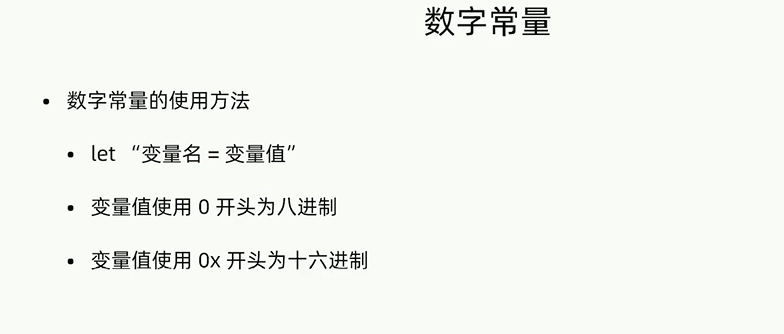 数字常量
• 数字常量的使用方法
• let “变量名 = 变量值”
• 变量值使用 0 开头为八进制
• 变量值使用 0x 开头为十六进制